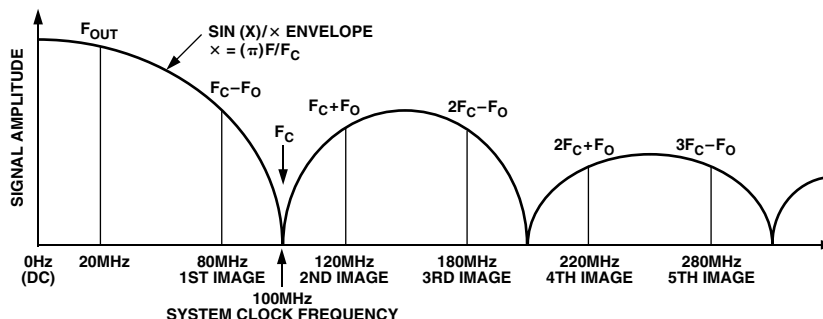 SIGNAL AMPLITUDE
F_OUT
SIN (X)/× ENVELOPE
× = (π)F/F_C
F_C–F_O
F_C
F_C+F_O
2F_C–F_O
2F_C+F_O
3F_C–F_O
0Hz
(DC)
20MHz
80MHz
1ST IMAGE
120MHz
2ND IMAGE
180MHz
3RD IMAGE
220MHz
4TH IMAGE
280MHz
5TH IMAGE
100MHz
SYSTEM CLOCK FREQUENCY